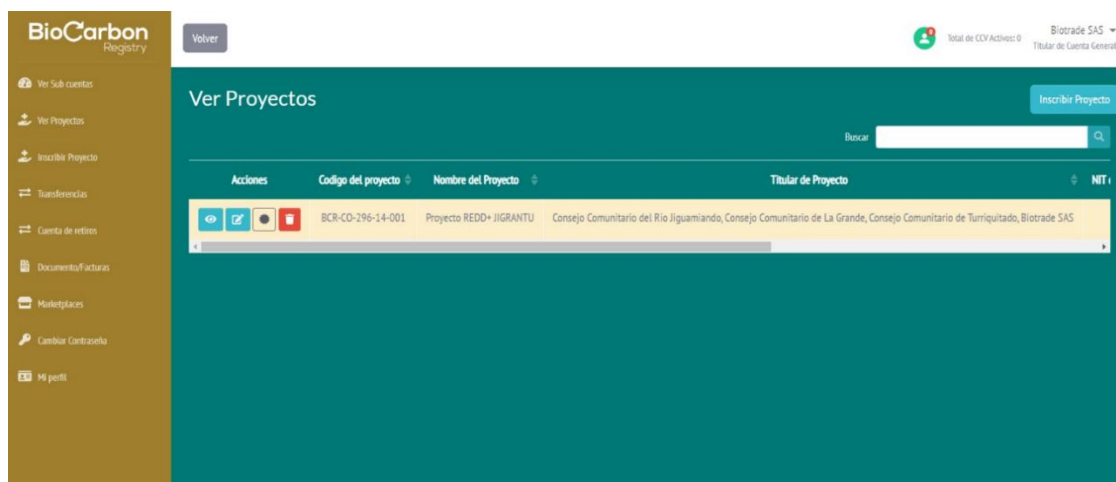 BioCarbon
Registry
Volver
0
Total de CCV Activos: 0
Biotrade SAS
Titular de Cuenta General
Ver Sub cuentas
Ver Proyectos
Inscribir Proyecto
Transferencias
Cuenta de retiros
Documento/Facturas
Marketplaces
Cambiar Contraseña
Mi perfil
Ver Proyectos
Inscribir Proyecto
Buscar
Acciones Codigo del proyecto Nombre del Proyecto Titular de Proyecto NIT
BCR-CO-296-14-001 Proyecto REDD+ JIGRANTU Consejo Comunitario del Rio Jiguamiando, Consejo Comunitario de La Grande, Consejo Comunitario de Turriquitado, Biotrade SAS